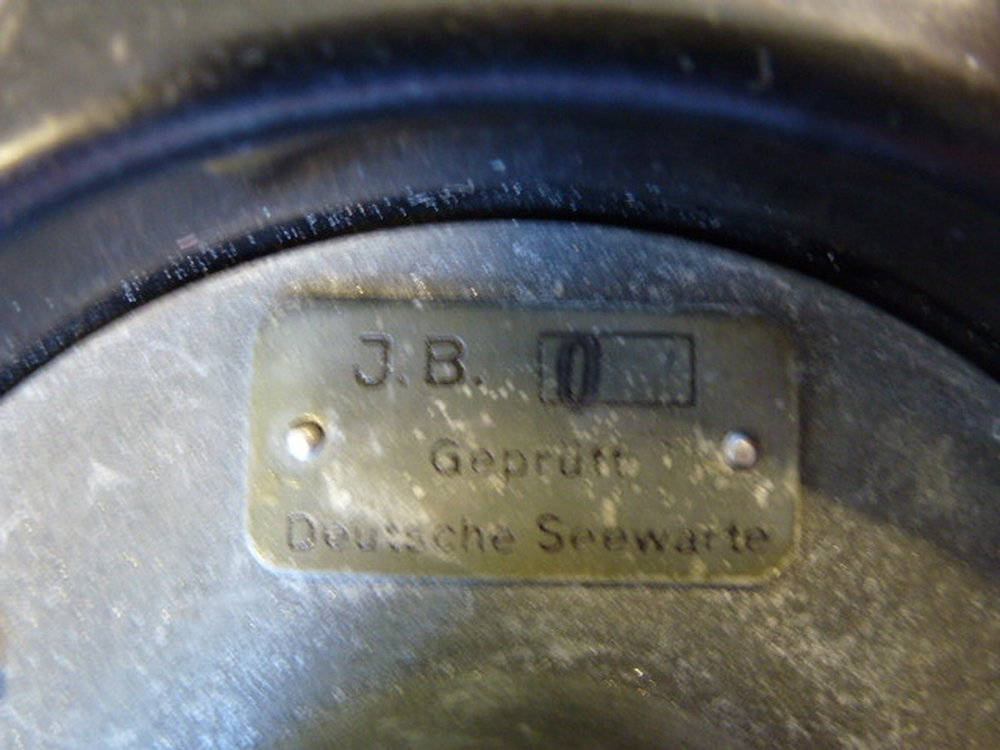 J.B. 0
Geprüft
Deutsche Seewarte